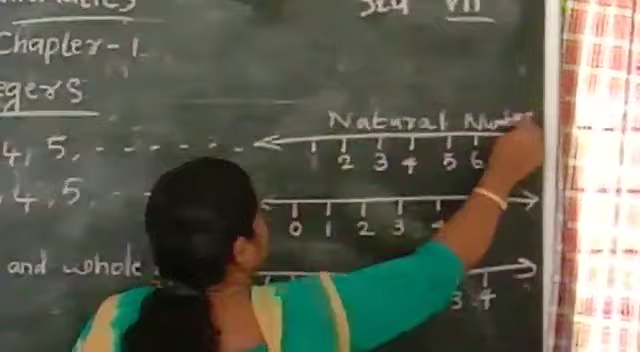 Std VII
Chapter-1
egers
Natural Number
4, 5, - - - - - -
1 2 3 4 5 6
4, 5, - -
0 1 2 3
and whole
3 4